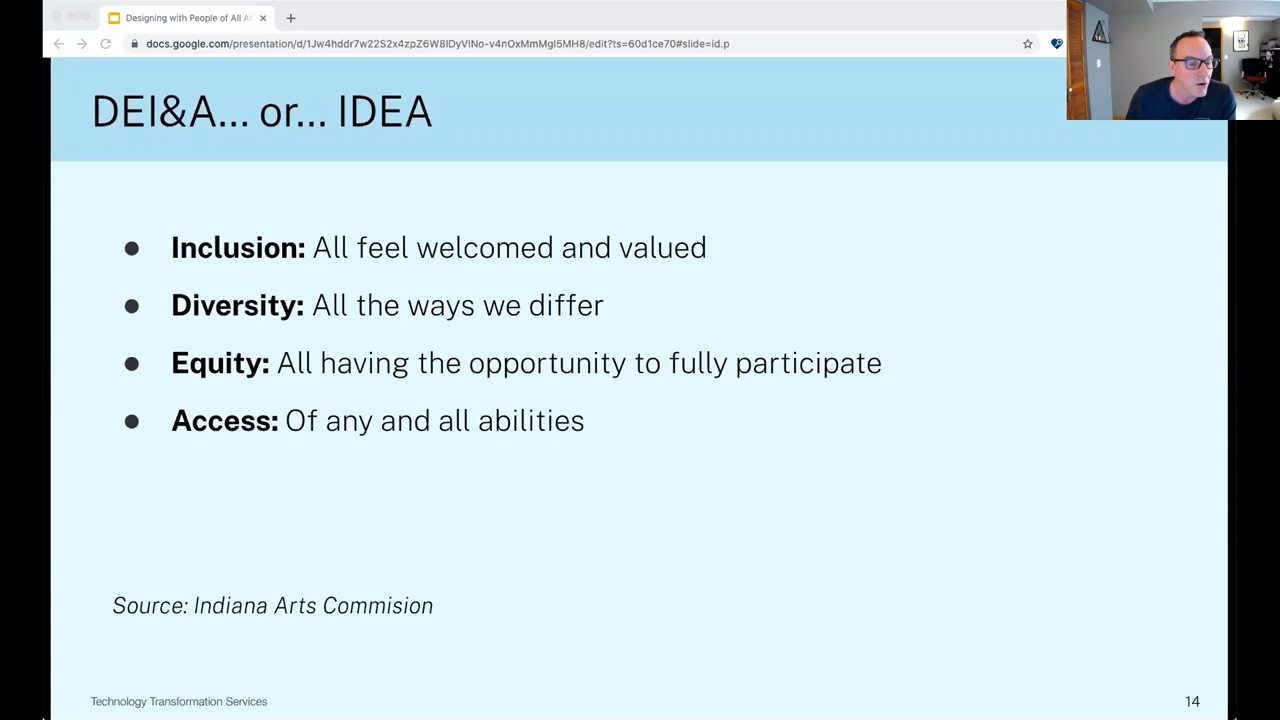 Designing with People of All A
docs.google.com/presentation/d/1Jw4hddr7w22S2x4zpZ6W8lDyVlNo-v4nOxMmMgl5MH8/edit?ts=60d1ce70#slide=id.p
DEI&A... or... IDEA
● Inclusion: All feel welcomed and valued
● Diversity: All the ways we differ
● Equity: All having the opportunity to fully participate
● Access: Of any and all abilities
Source: Indiana Arts Commision
Technology Transformation Services
14